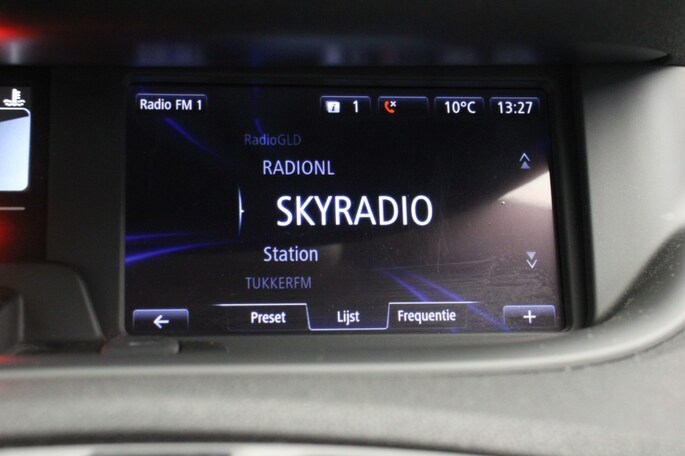 Radio FM 1 1 10°C 13:27
RadioGLD
RADIONL
SKYRADIO
Station
TUKKERFM
Preset Lijst Frequentie +